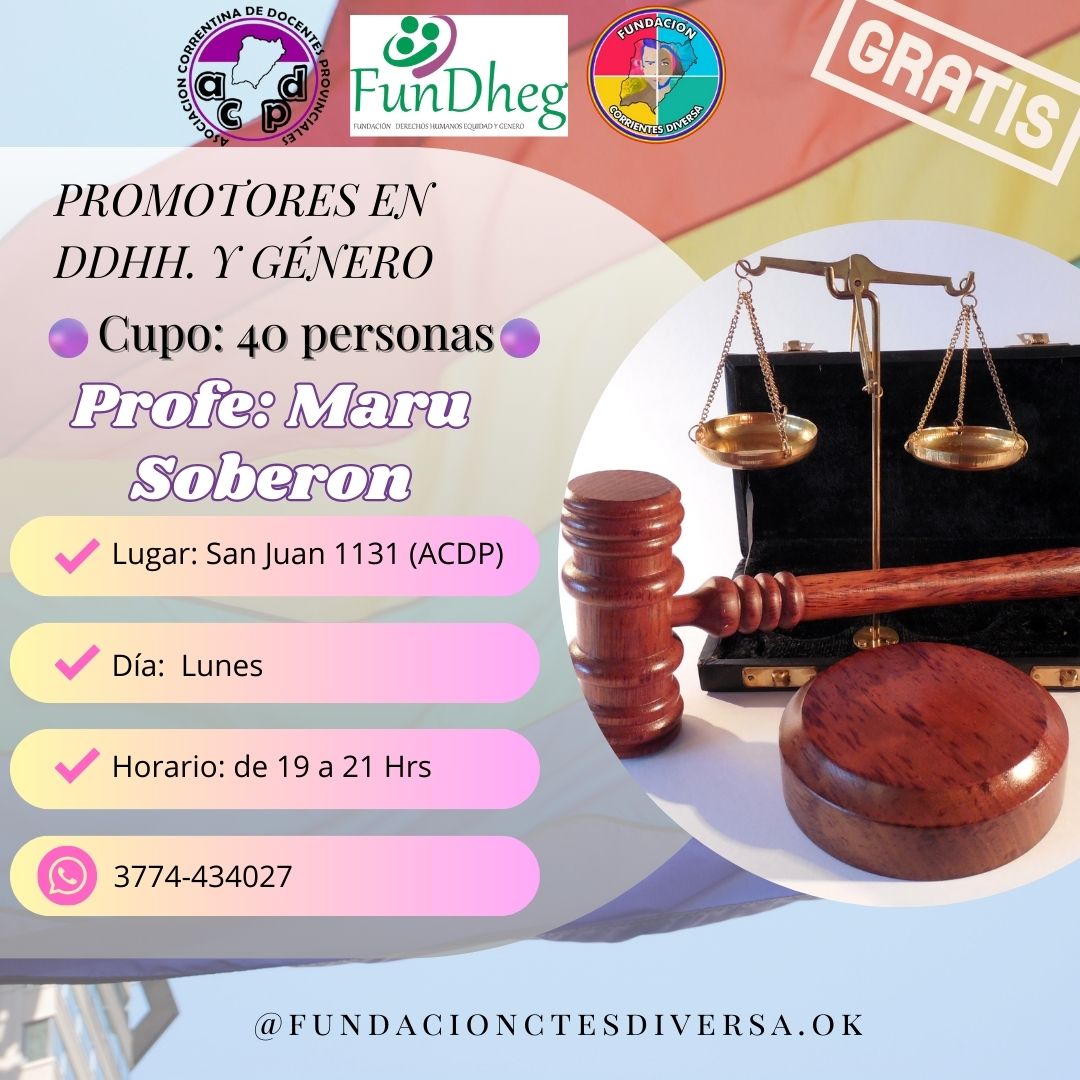 ASOCIACION CORRENTINA DE DOCENTES PROVINCIALES
acdp
FunDheg
FUNDACIÓN DERECHOS HUMANOS EQUIDAD Y GENERO
FUNDACION
CORRIENTES DIVERSA
GRATIS
PROMOTORES EN
DDHH. Y GÉNERO
Cupo: 40 personas
Profe: Maru
Soberon
Lugar: San Juan 1131 (ACDP)
Día: Lunes
Horario: de 19 a 21 Hrs
3774-434027
@FUNDACIONCTESDIVERSA.OK